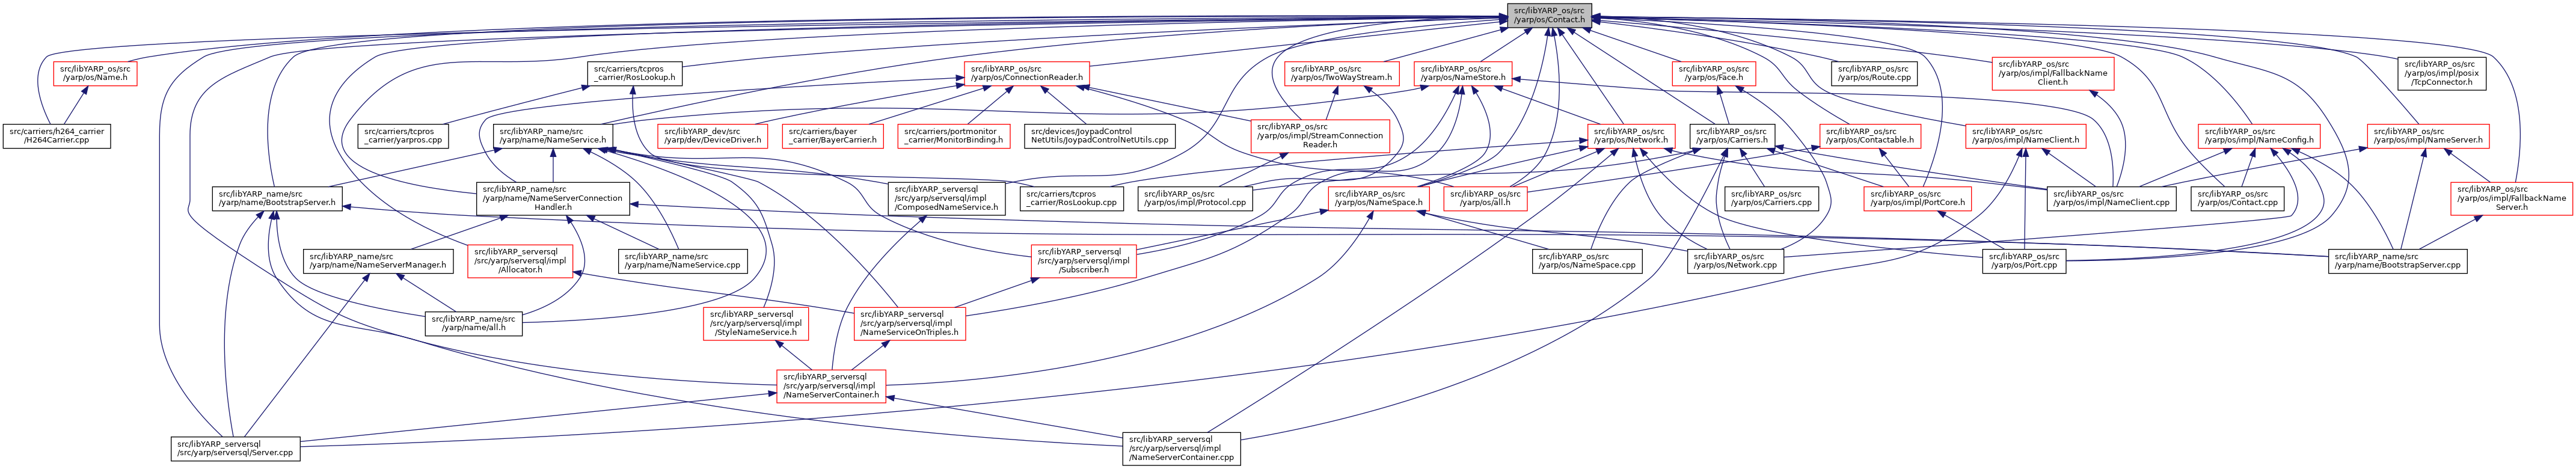 src/libYARP_os/src
/yarp/os/Contact.h
src/libYARP_os/src
/yarp/os/Name.h
src/carriers/tcpros
_carrier/RosLookup.h
src/libYARP_os/src
/yarp/os/ConnectionReader.h
src/libYARP_os/src
/yarp/os/TwoWayStream.h
src/libYARP_os/src
/yarp/os/NameStore.h
src/libYARP_os/src
/yarp/os/Face.h
src/libYARP_os/src
/yarp/os/Route.cpp
src/libYARP_os/src
/yarp/os/impl/FallbackName
Client.h
src/libYARP_os/src
/yarp/os/impl/posix
/TcpConnector.h
src/carriers/h264_carrier
/H264Carrier.cpp
src/carriers/tcpros
_carrier/yarpros.cpp
src/libYARP_name/src
/yarp/name/NameService.h
src/libYARP_dev/src
/yarp/dev/DeviceDriver.h
src/carriers/bayer
_carrier/BayerCarrier.h
src/carriers/portmonitor
_carrier/MonitorBinding.h
src/devices/JoypadControl
NetUtils/JoypadControlNetUtils.cpp
src/libYARP_os/src
/yarp/os/impl/StreamConnection
Reader.h
src/libYARP_os/src
/yarp/os/Network.h
src/libYARP_os/src
/yarp/os/Carriers.h
src/libYARP_os/src
/yarp/os/Contactable.h
src/libYARP_os/src
/yarp/os/impl/NameClient.h
src/libYARP_os/src
/yarp/os/impl/NameConfig.h
src/libYARP_os/src
/yarp/os/impl/NameServer.h
src/libYARP_name/src
/yarp/name/BootstrapServer.h
src/libYARP_name/src
/yarp/name/NameServerConnection
Handler.h
src/libYARP_serversql
/src/yarp/serversql/impl
/ComposedNameService.h
src/carriers/tcpros
_carrier/RosLookup.cpp
src/libYARP_os/src
/yarp/os/impl/Protocol.cpp
src/libYARP_os/src
/yarp/os/NameSpace.h
src/libYARP_os/src
/yarp/os/all.h
src/libYARP_os/src
/yarp/os/Carriers.cpp
src/libYARP_os/src
/yarp/os/impl/PortCore.h
src/libYARP_os/src
/yarp/os/impl/NameClient.cpp
src/libYARP_os/src
/yarp/os/Contact.cpp
src/libYARP_os/src
/yarp/os/impl/FallbackName
Server.h
src/libYARP_name/src
/yarp/name/NameServerManager.h
src/libYARP_serversql
/src/yarp/serversql/impl
/Allocator.h
src/libYARP_name/src
/yarp/name/NameService.cpp
src/libYARP_serversql
/src/yarp/serversql/impl
/Subscriber.h
src/libYARP_os/src
/yarp/os/NameSpace.cpp
src/libYARP_os/src
/yarp/os/Network.cpp
src/libYARP_os/src
/yarp/os/Port.cpp
src/libYARP_name/src
/yarp/name/BootstrapServer.cpp
src/libYARP_name/src
/yarp/name/all.h
src/libYARP_serversql
/src/yarp/serversql/impl
/StyleNameService.h
src/libYARP_serversql
/src/yarp/serversql/impl
/NameServiceOnTriples.h
src/libYARP_serversql
/src/yarp/serversql/impl
/NameServerContainer.h
src/libYARP_serversql
/src/yarp/serversql/Server.cpp
src/libYARP_serversql
/src/yarp/serversql/impl
/NameServerContainer.cpp